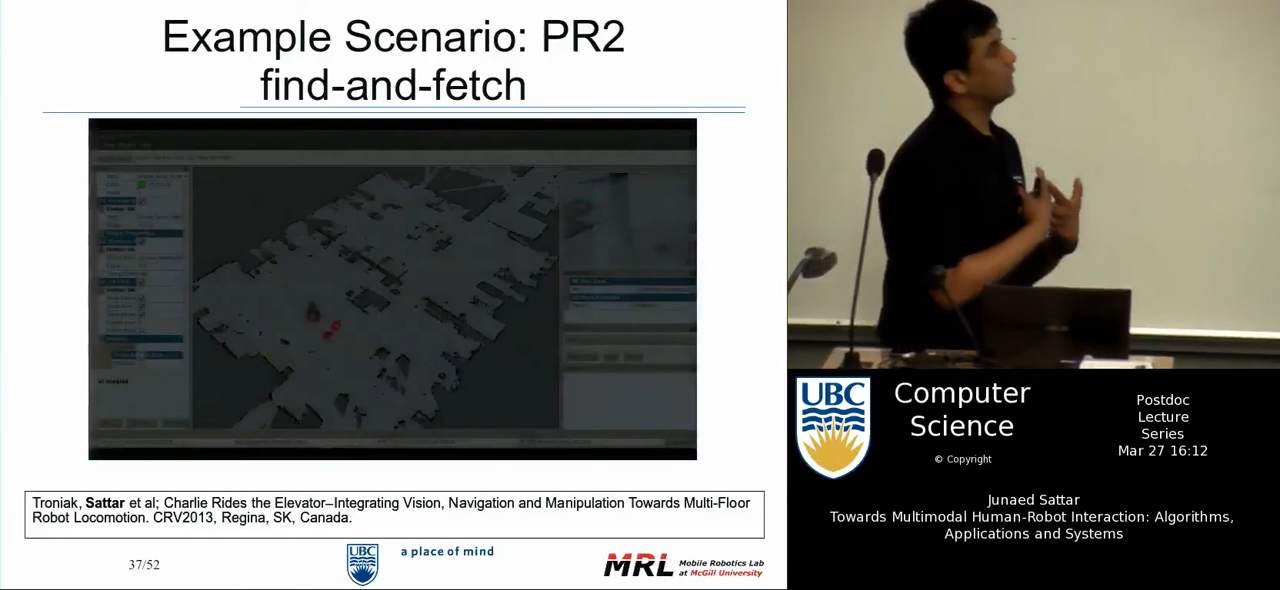 Example Scenario: PR2
find-and-fetch
Troniak, Sattar et al; Charlie Rides the Elevator–Integrating Vision, Navigation and Manipulation Towards Multi-Floor
Robot Locomotion. CRV2013, Regina, SK, Canada.
37/52
UBC
a place of mind
MRL
Mobile Robotics Lab
at McGill University
UBC
Computer
Science
© Copyright
Postdoc
Lecture
Series
Mar 27 16:12
Junaed Sattar
Towards Multimodal Human-Robot Interaction: Algorithms,
Applications and Systems